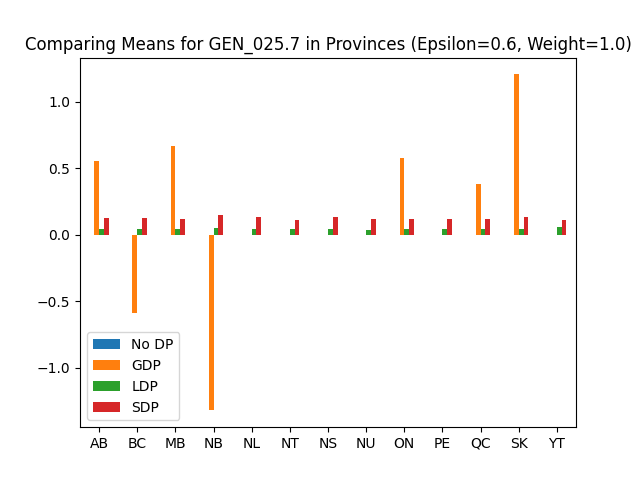 Comparing Means for GEN_025.7 in Provinces (Epsilon=0.6, Weight=1.0)
1.0
0.5
0.0
−0.5
−1.0
No DP
GDP
LDP
SDP
AB BC MB NB NL NT NS NU ON PE QC SK YT